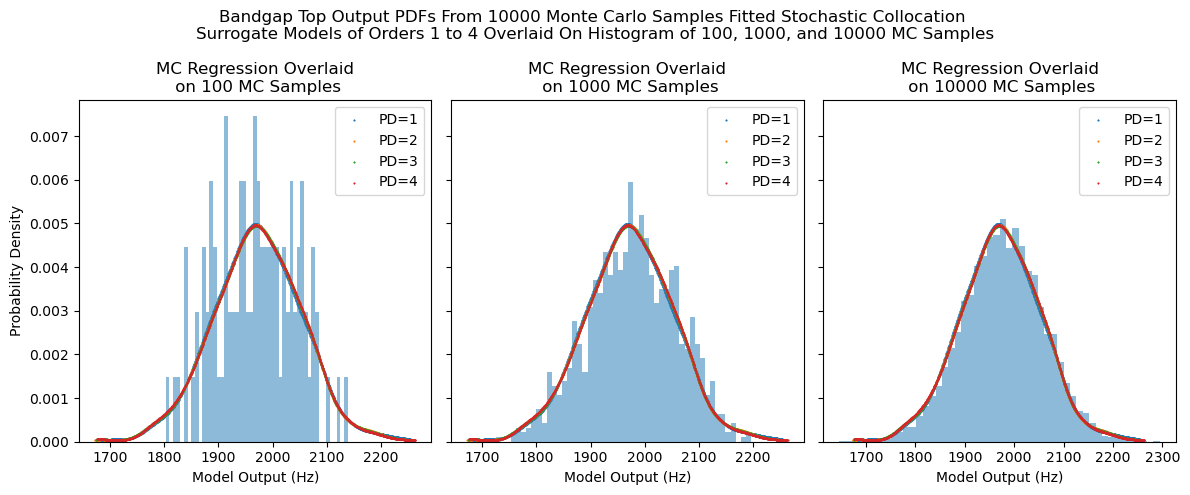 Bandgap Top Output PDFs From 10000 Monte Carlo Samples Fitted Stochastic Collocation
Surrogate Models of Orders 1 to 4 Overlaid On Histogram of 100, 1000, and 10000 MC Samples
MC Regression Overlaid
on 100 MC Samples
Probability Density
0.007
0.006
0.005
0.004
0.003
0.002
0.001
0.000
PD=1
PD=2
PD=3
PD=4
1700 1800 1900 2000 2100 2200
Model Output (Hz)
MC Regression Overlaid
on 1000 MC Samples
PD=1
PD=2
PD=3
PD=4
1700 1800 1900 2000 2100 2200
Model Output (Hz)
MC Regression Overlaid
on 10000 MC Samples
PD=1
PD=2
PD=3
PD=4
1700 1800 1900 2000 2100 2200 2300
Model Output (Hz)